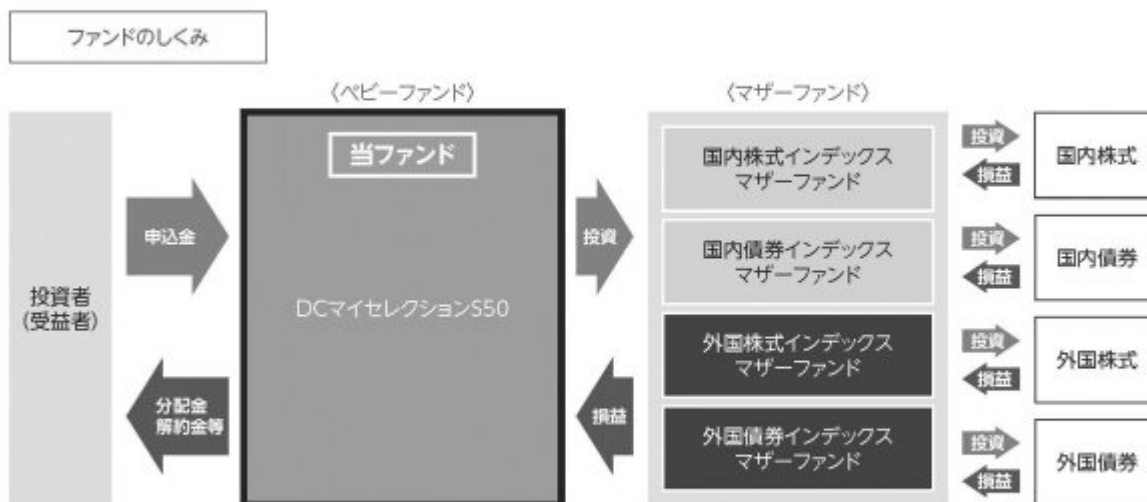 ファンドのしくみ
〈ベビーファンド〉
〈マザーファンド〉
投資者
(受益者)
申込金
分配金
解約金等
当ファンド
DCマイセレクションS50
投資
損益
国内株式インデックス
マザーファンド
国内債券インデックス
マザーファンド
外国株式インデックス
マザーファンド
外国債券インデックス
マザーファンド
投資
損益
国内株式
投資
損益
国内債券
投資
損益
外国株式
投資
損益
外国債券